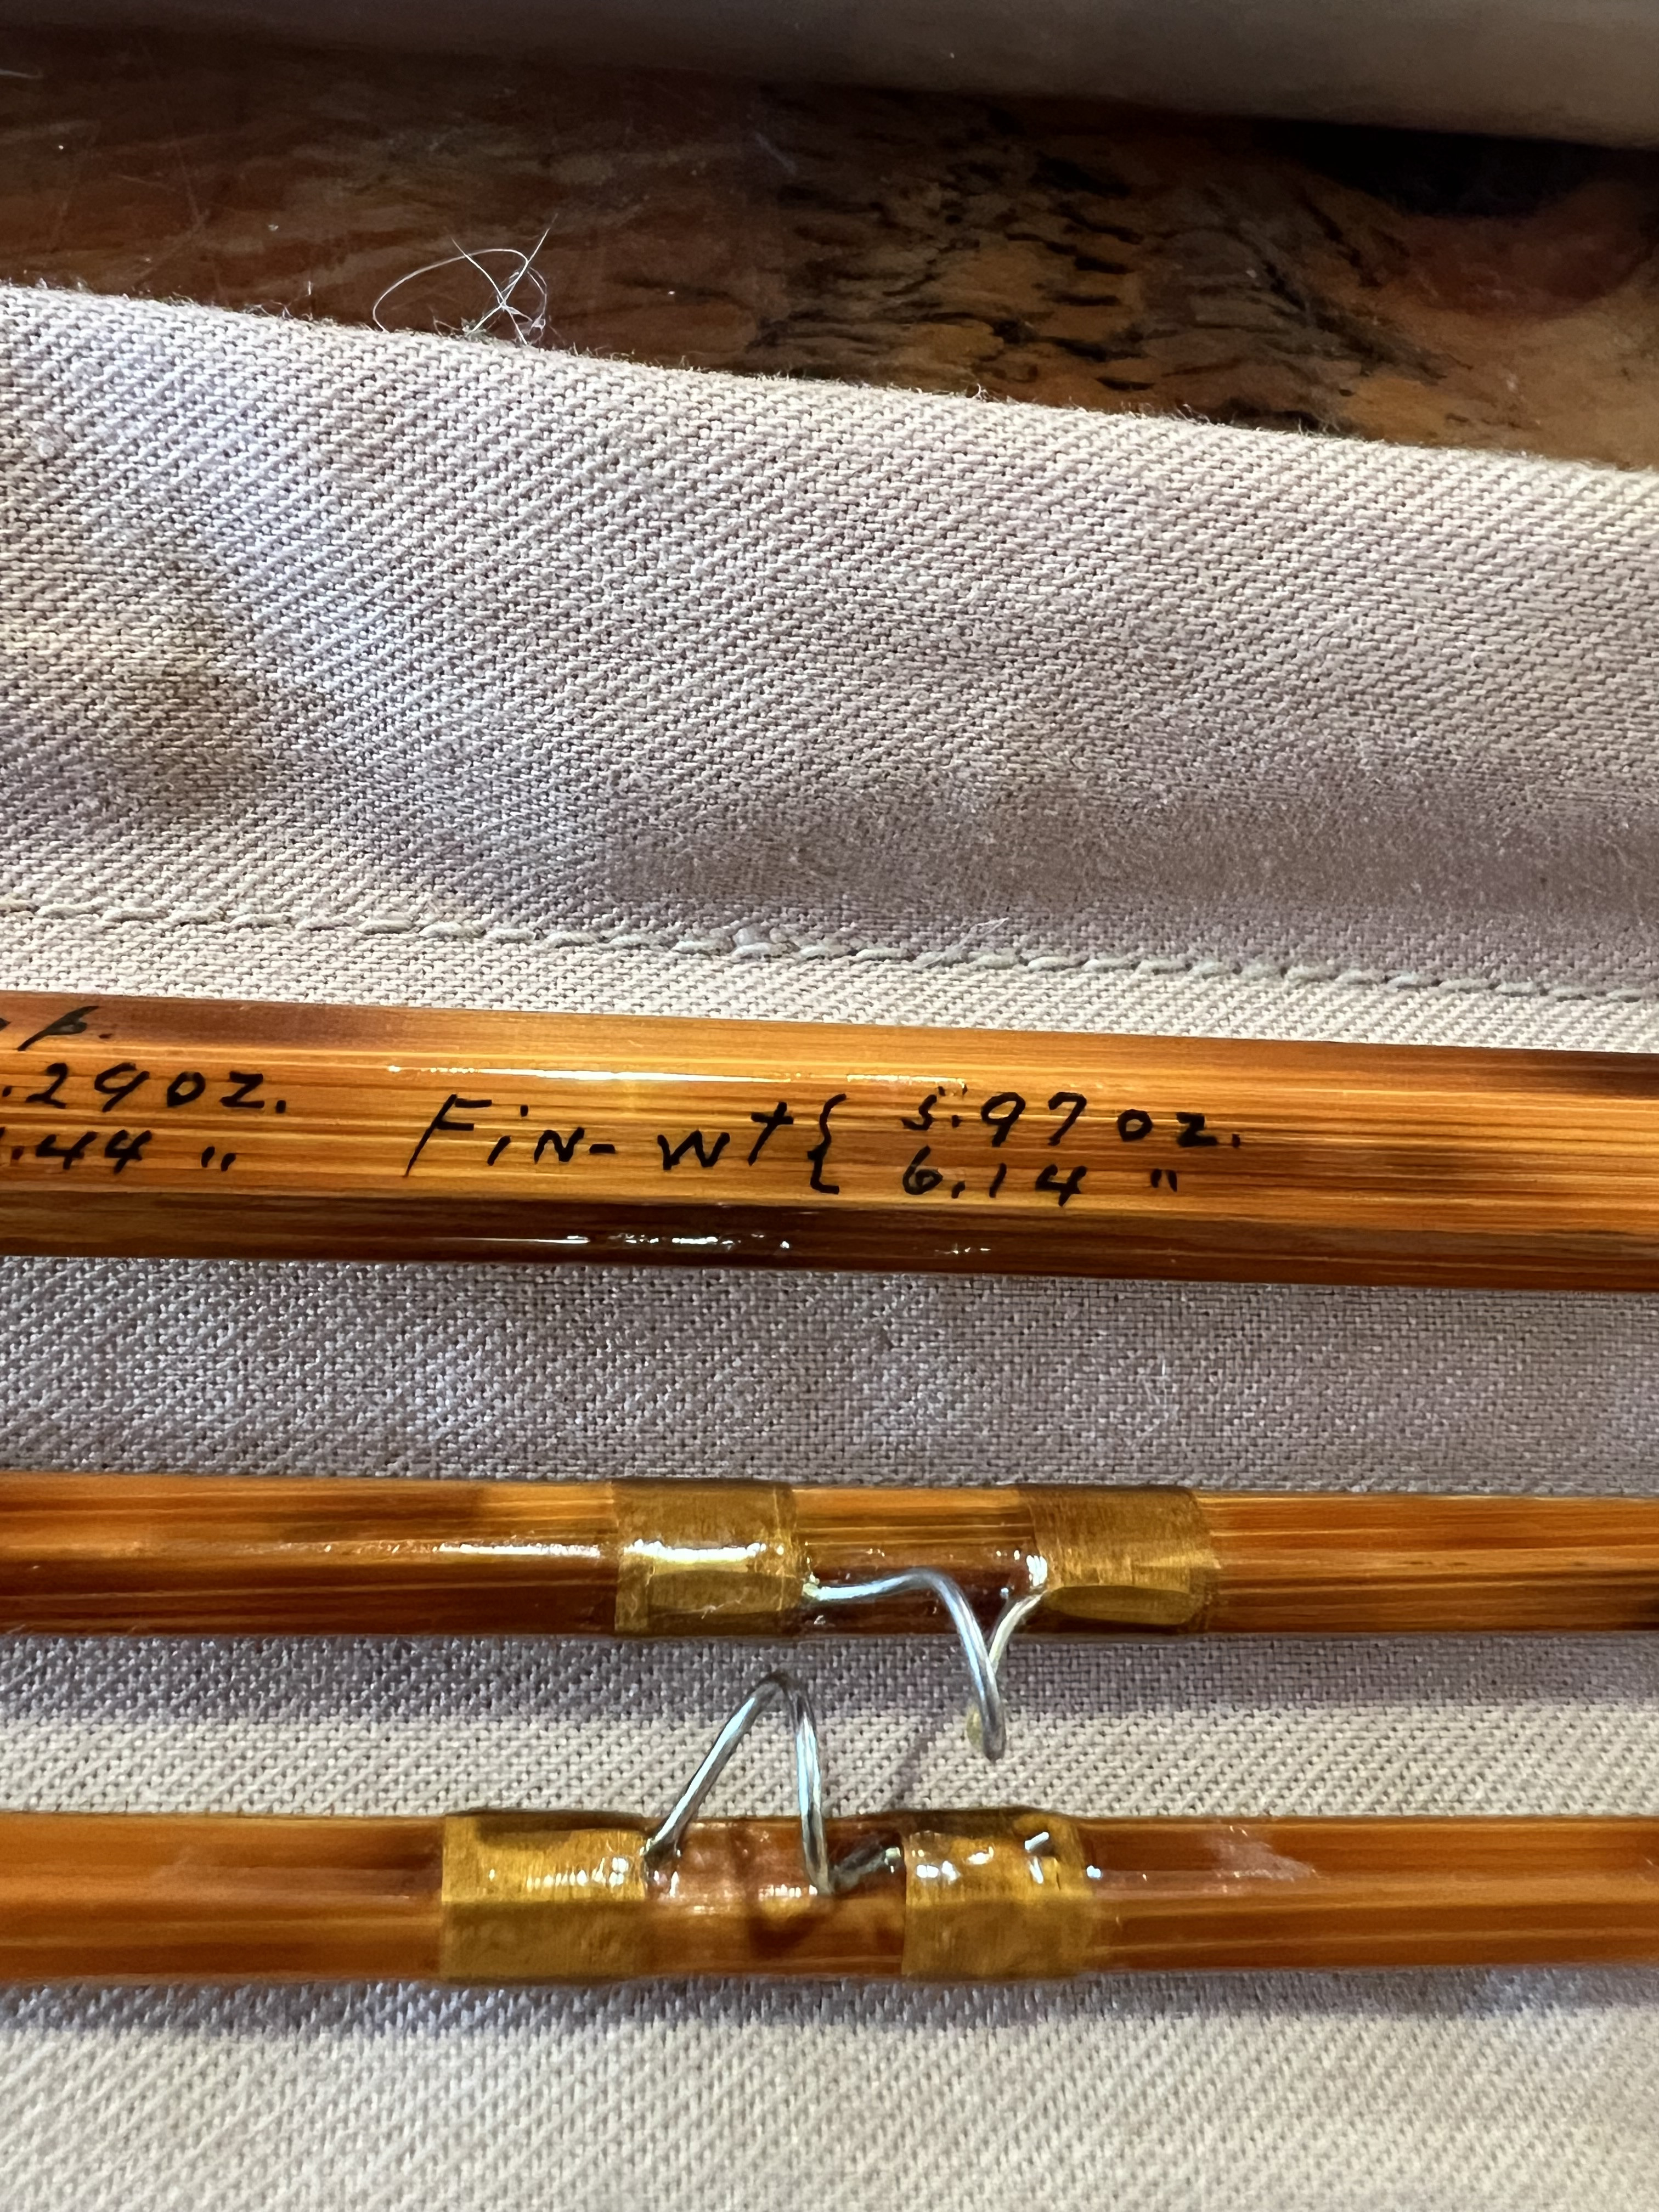 p.
.29 oz.
.44 "
Fin-wt { 5.97 oz.
6.14 "